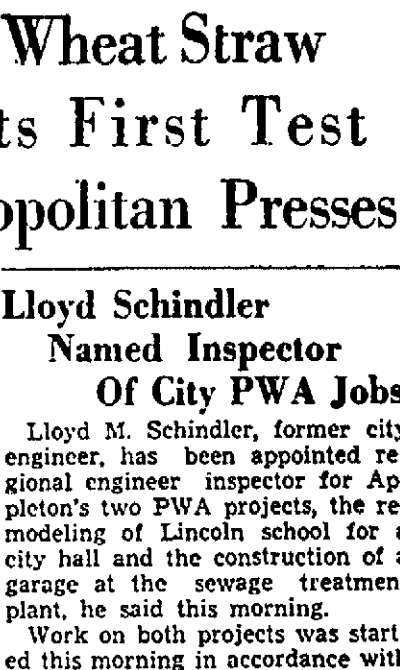 Wheat Straw
ts First Test
opolitan Presses
Lloyd Schindler
Named Inspector
Of City PWA Jobs
Lloyd M. Schindler, former city
engineer, has been appointed re
gional engineer inspector for Ap
pleton's two PWA projects, the re
modeling of Lincoln school for a
city hall and the construction of a
garage at the sewage treatmen
plant, he said this morning.
Work on both projects was start
ed this morning in accordance with